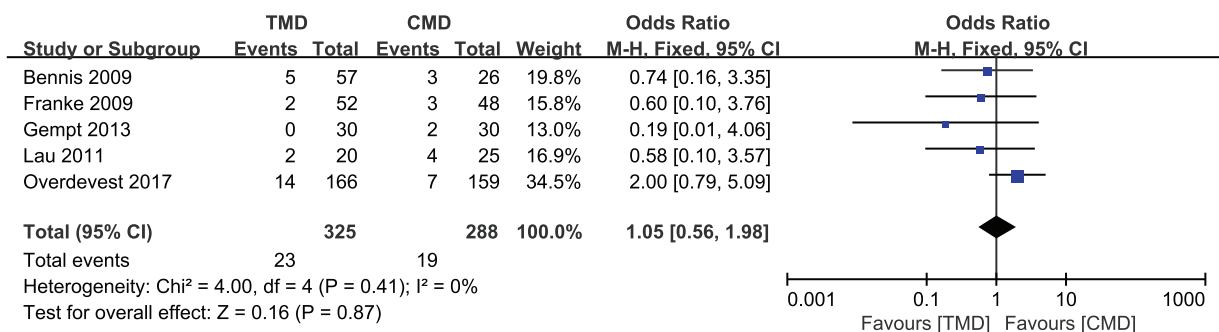 TMD CMD Odds Ratio Odds Ratio
Study or Subgroup Events Total Events Total Weight M-H, Fixed, 95% CI M-H, Fixed, 95% CI
Bennis 2009 5 57 3 26 19.8% 0.74 [0.16, 3.35]
Franke 2009 2 52 3 48 15.8% 0.60 [0.10, 3.76]
Gempt 2013 0 30 2 30 13.0% 0.19 [0.01, 4.06]
Lau 2011 2 20 4 25 16.9% 0.58 [0.10, 3.57]
Overdevest 2017 14 166 7 159 34.5% 2.00 [0.79, 5.09]
Total (95% CI) 325 288 100.0% 1.05 [0.56, 1.98]
Total events 23 19
Heterogeneity: Chi² = 4.00, df = 4 (P = 0.41); I² = 0%
Test for overall effect: Z = 0.16 (P = 0.87)
0.001 0.1 1 10 1000
Favours [TMD] Favours [CMD]